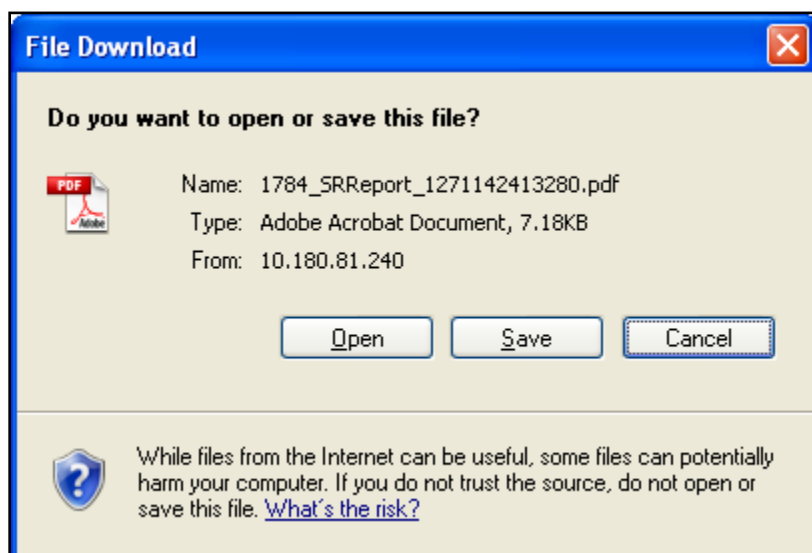 File Download
Do you want to open or save this file?
PDF
Adobe
Name: 1784_SRReport_1271142413280.pdf
Type: Adobe Acrobat Document, 7.18KB
From: 10.180.81.240
Open Save Cancel
?
While files from the Internet can be useful, some files can potentially
harm your computer. If you do not trust the source, do not open or
save this file. What's the risk?